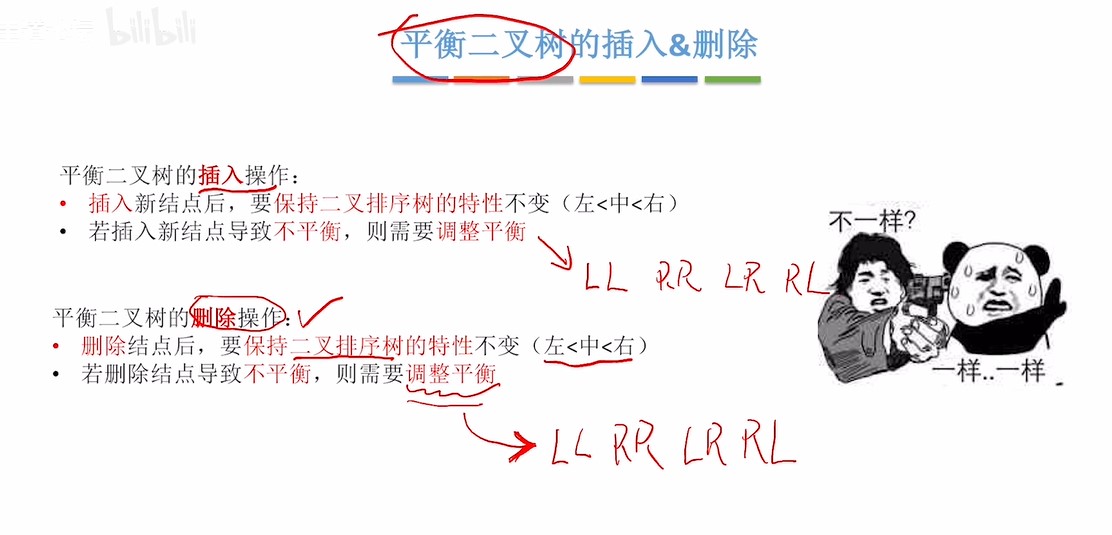 bilibili
平衡二叉树的插入&删除
平衡二叉树的插入操作：
• 插入新结点后，要保持二叉排序树的特性不变（左<中<右）
• 若插入新结点导致不平衡，则需要调整平衡
LL RR LR RL
不一样？
一样..一样
平衡二叉树的删除操作：
• 删除结点后，要保持二叉排序树的特性不变（左<中<右）
• 若删除结点导致不平衡，则需要调整平衡
LL RR LR RL